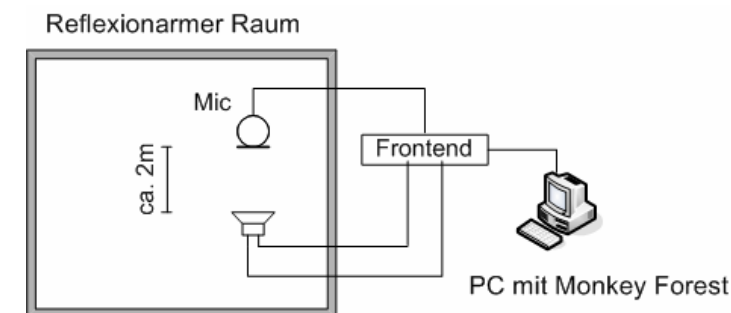 Reflexionarmer Raum
Mic
Frontend
ca. 2m
PC mit Monkey Forest